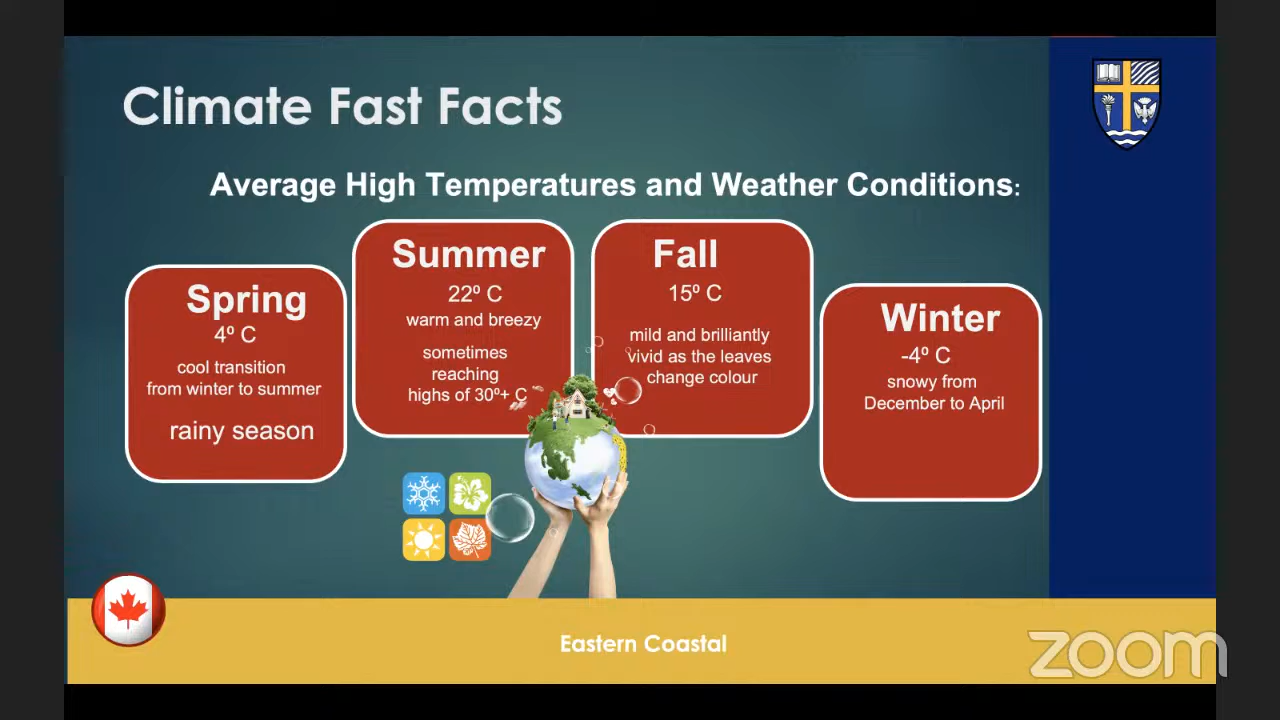 Climate Fast Facts
Average High Temperatures and Weather Conditions:
Spring
4º C
cool transition
from winter to summer
rainy season
Summer
22º C
warm and breezy
sometimes
reaching
highs of 30º+ C
Fall
15º C
mild and brilliantly
vivid as the leaves
change colour
Winter
-4º C
snowy from
December to April
Eastern Coastal
zoom